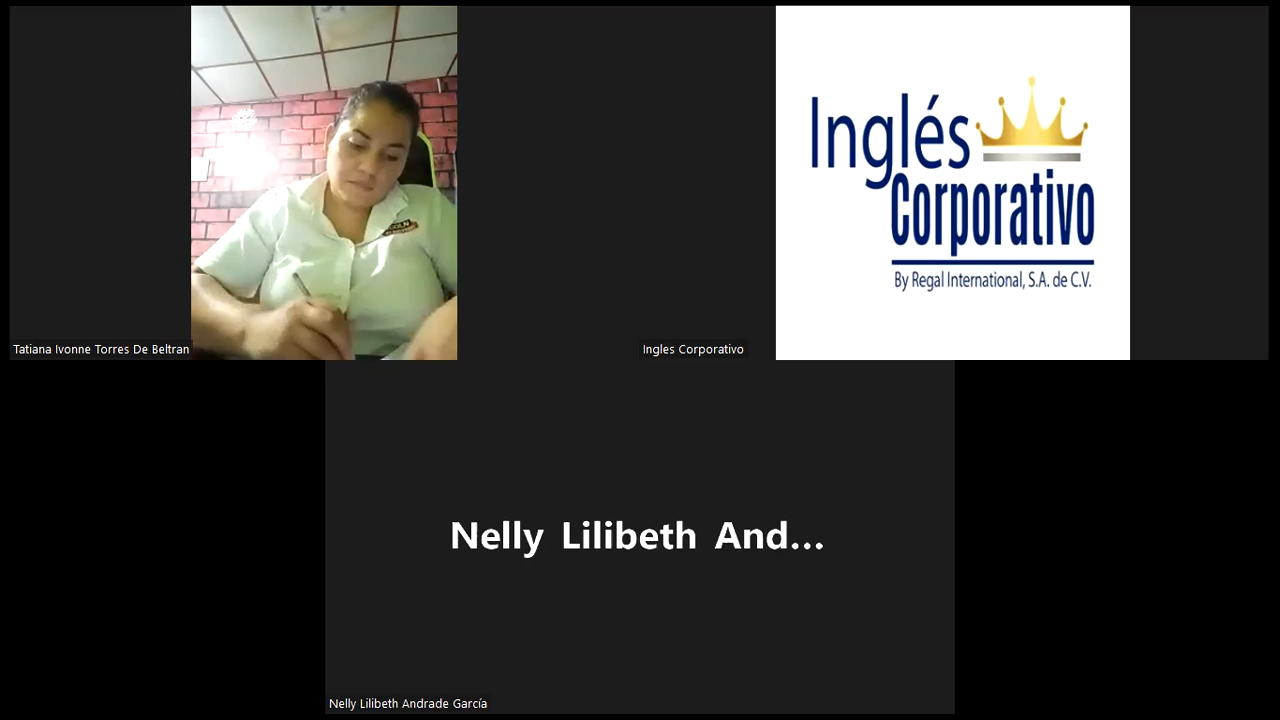 Inglés
Corporativo
By Regal International, S.A. de C.V.
Tatiana Ivonne Torres De Beltran
Ingles Corporativo
Nelly Lilibeth And...
Nelly Lilibeth Andrade García